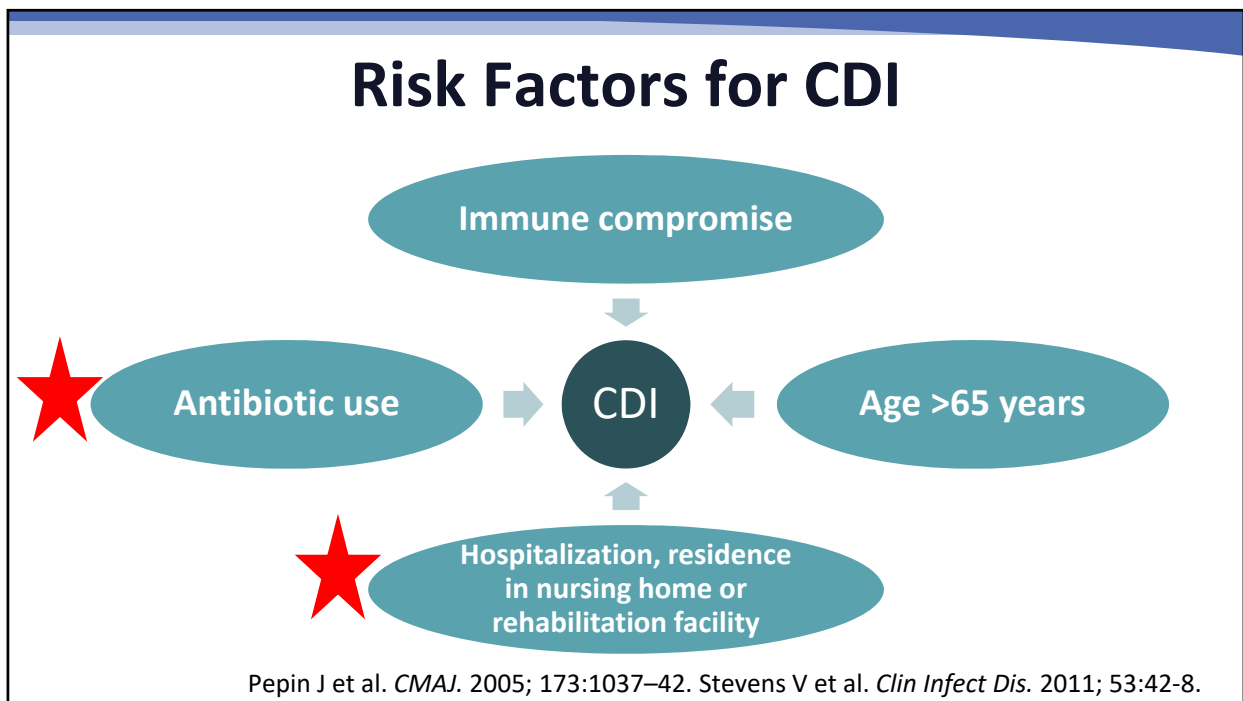 Risk Factors for CDI
Immune compromise
Antibiotic use
CDI
Age >65 years
Hospitalization, residence
in nursing home or
rehabilitation facility
Pepin J et al. CMAJ. 2005; 173:1037–42. Stevens V et al. Clin Infect Dis. 2011; 53:42-8.